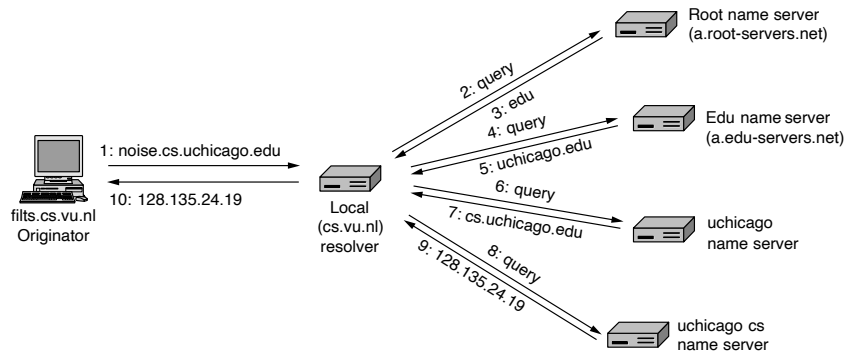 Root name server
(a.root-servers.net)
2: query
3: edu
4: query
5: uchicago.edu
Edu name server
(a.edu-servers.net)
1: noise.cs.uchicago.edu
10: 128.135.24.19
filts.cs.vu.nl
Originator
Local
(cs.vu.nl)
resolver
6: query
7: cs.uchicago.edu
uchicago
name server
8: query
9: 128.135.24.19
uchicago cs
name server